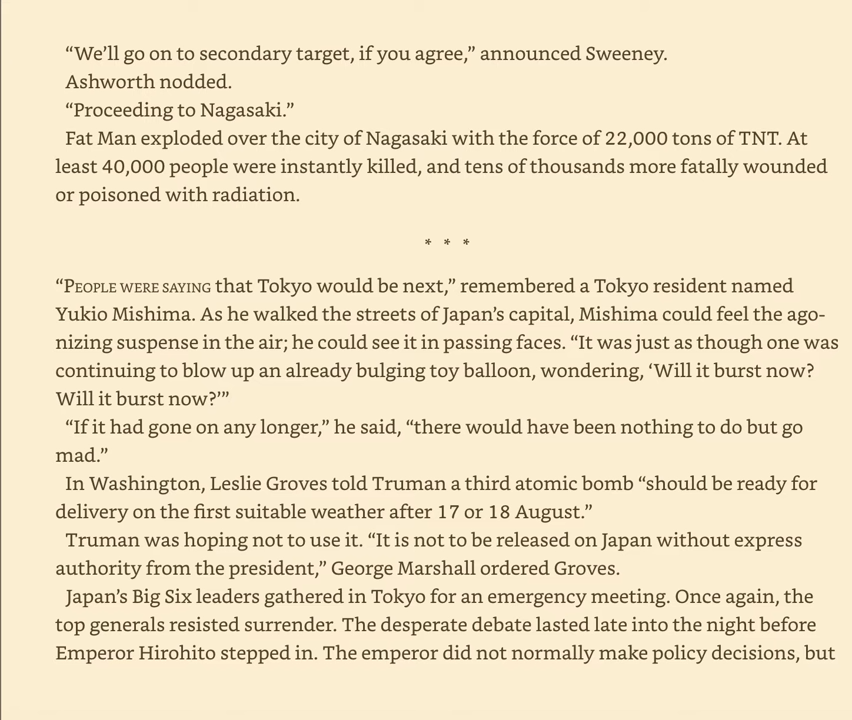 “We’ll go on to secondary target, if you agree,” announced Sweeney.
Ashworth nodded.
“Proceeding to Nagasaki.”
Fat Man exploded over the city of Nagasaki with the force of 22,000 tons of TNT. At
least 40,000 people were instantly killed, and tens of thousands more fatally wounded
or poisoned with radiation.
* * *
“PEOPLE WERE SAYING that Tokyo would be next,” remembered a Tokyo resident named
Yukio Mishima. As he walked the streets of Japan’s capital, Mishima could feel the ago-
nizing suspense in the air; he could see it in passing faces. “It was just as though one was
continuing to blow up an already bulging toy balloon, wondering, ‘Will it burst now?
Will it burst now?’”
“If it had gone on any longer,” he said, “there would have been nothing to do but go
mad.”
In Washington, Leslie Groves told Truman a third atomic bomb “should be ready for
delivery on the first suitable weather after 17 or 18 August.”
Truman was hoping not to use it. “It is not to be released on Japan without express
authority from the president,” George Marshall ordered Groves.
Japan’s Big Six leaders gathered in Tokyo for an emergency meeting. Once again, the
top generals resisted surrender. The desperate debate lasted late into the night before
Emperor Hirohito stepped in. The emperor did not normally make policy decisions, but